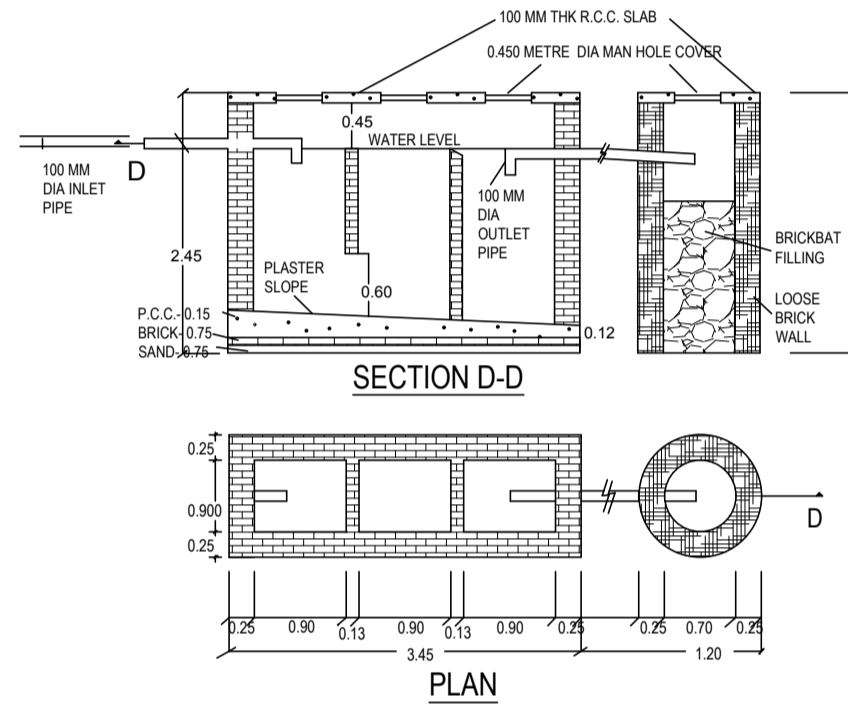 100 MM THK R.C.C. SLAB
0.450 METRE DIA MAN HOLE COVER
0.45
WATER LEVEL
D
100 MM
DIA INLET
PIPE
2.45
100 MM
DIA
OUTLET
PIPE
BRICKBAT
FILLING
PLASTER
SLOPE
0.60
LOOSE
BRICK
WALL
P.C.C.-0.15
BRICK-0.75
SAND-0.75
0.12
SECTION D-D
0.25
0.900
0.25
D
0.25 0.90 0.13 0.90 0.13 0.90 0.25 0.25 0.70 0.25
3.45 1.20
PLAN